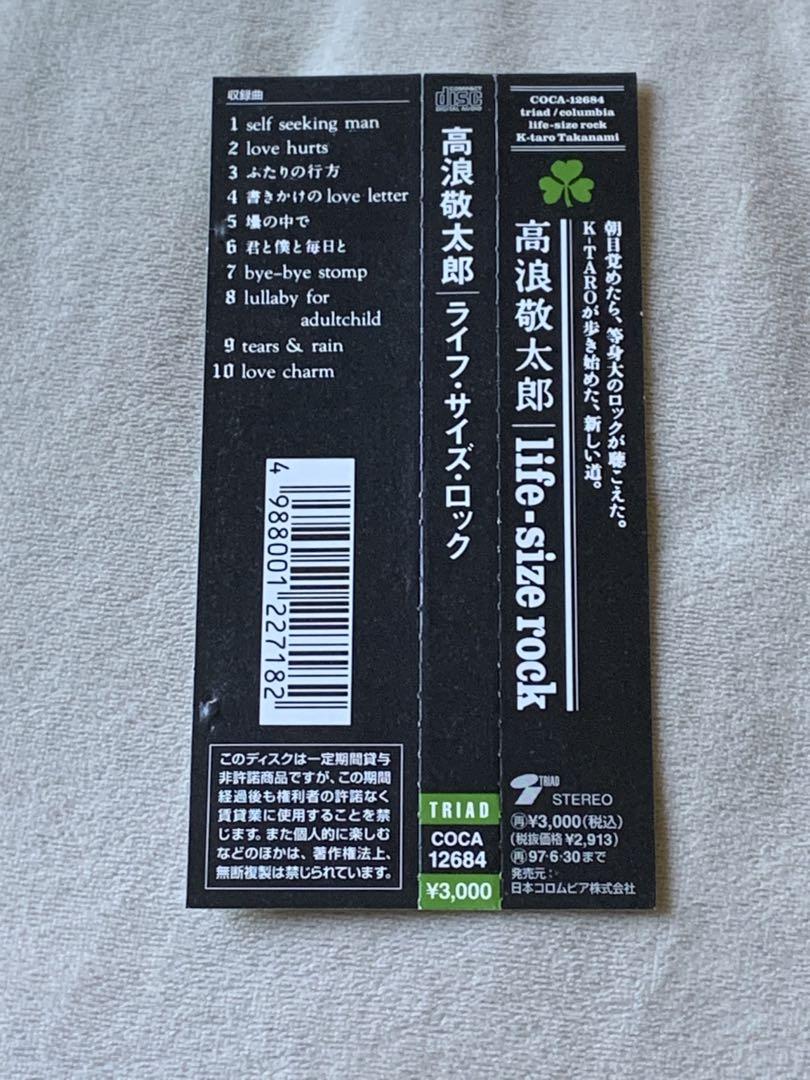 収録曲
1 self seeking man
2 love hurts
3 ふたりの行方
4 書きかけのlove letter
5 壜の中で
6 君と僕と毎日と
7 bye-bye stomp
8 lullaby for
adultchild
9 tears & rain
10 love charm
4 988001 227182
このディスクは一定期間貸与
非許諾商品ですが、この期間
経過後も権利者の許諾なく
賃貸業に使用することを禁
じます。また個人的に楽しむ
などのほかは、著作権法上、
無断複製は禁じられています。
COMPACT
disc
DIGITAL AUDIO
高浪敬太郎|ライフ・サイズ・ロック
TRIAD
COCA
12684
¥3,000
COCA-12684
triad/columbia
life-size rock
K-taro Takanami
朝目覚めたら、等身大のロックが聴こえた。
K-TAROが歩き始めた、新しい道。
高浪敬太郎|life-size rock
TRIAD
STEREO
再¥3,000(税込)
(税抜価格¥2,913)
再97・6・30まで
発売元:
日本コロムビア株式会社